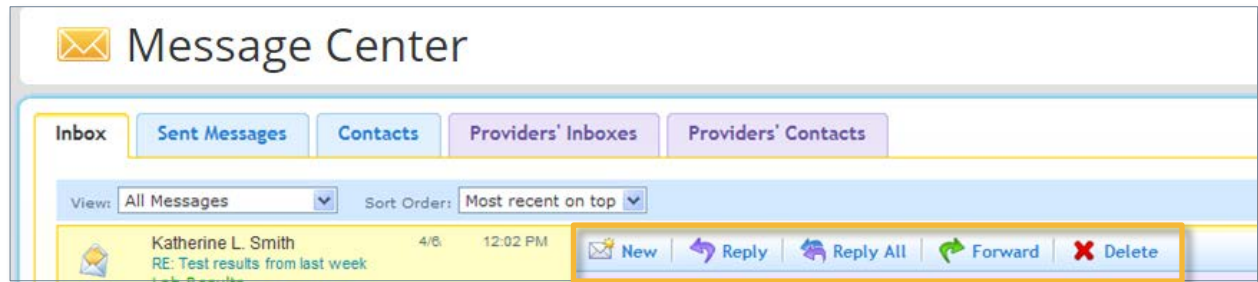 Message Center
Inbox Sent Messages Contacts Providers' Inboxes Providers' Contacts
View: All Messages Sort Order: Most recent on top
Katherine L. Smith 4/6 12:02 PM New Reply Reply All Forward Delete
RE: Test results from last week
Lab Results